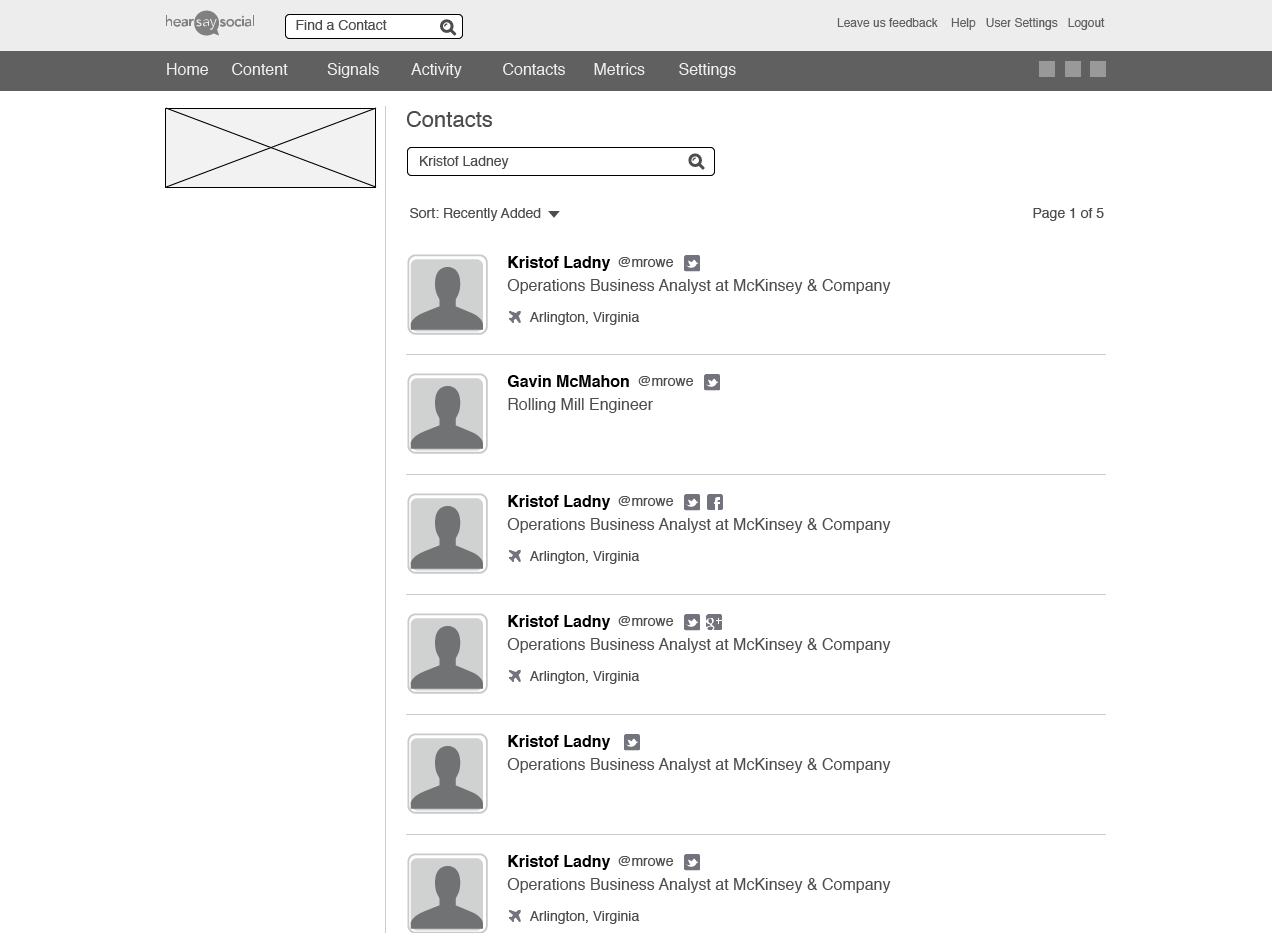 hearsaysocial
Find a Contact
Leave us feedback Help User Settings Logout
Home Content Signals Activity Contacts Metrics Settings
Contacts
Kristof Ladney
Sort: Recently Added
Page 1 of 5
Kristof Ladny @mrowe
Operations Business Analyst at McKinsey & Company
Arlington, Virginia
Gavin McMahon @mrowe
Rolling Mill Engineer
Kristof Ladny @mrowe
Operations Business Analyst at McKinsey & Company
Arlington, Virginia
Kristof Ladny @mrowe
Operations Business Analyst at McKinsey & Company
Arlington, Virginia
Kristof Ladny
Operations Business Analyst at McKinsey & Company
Kristof Ladny @mrowe
Operations Business Analyst at McKinsey & Company
Arlington, Virginia